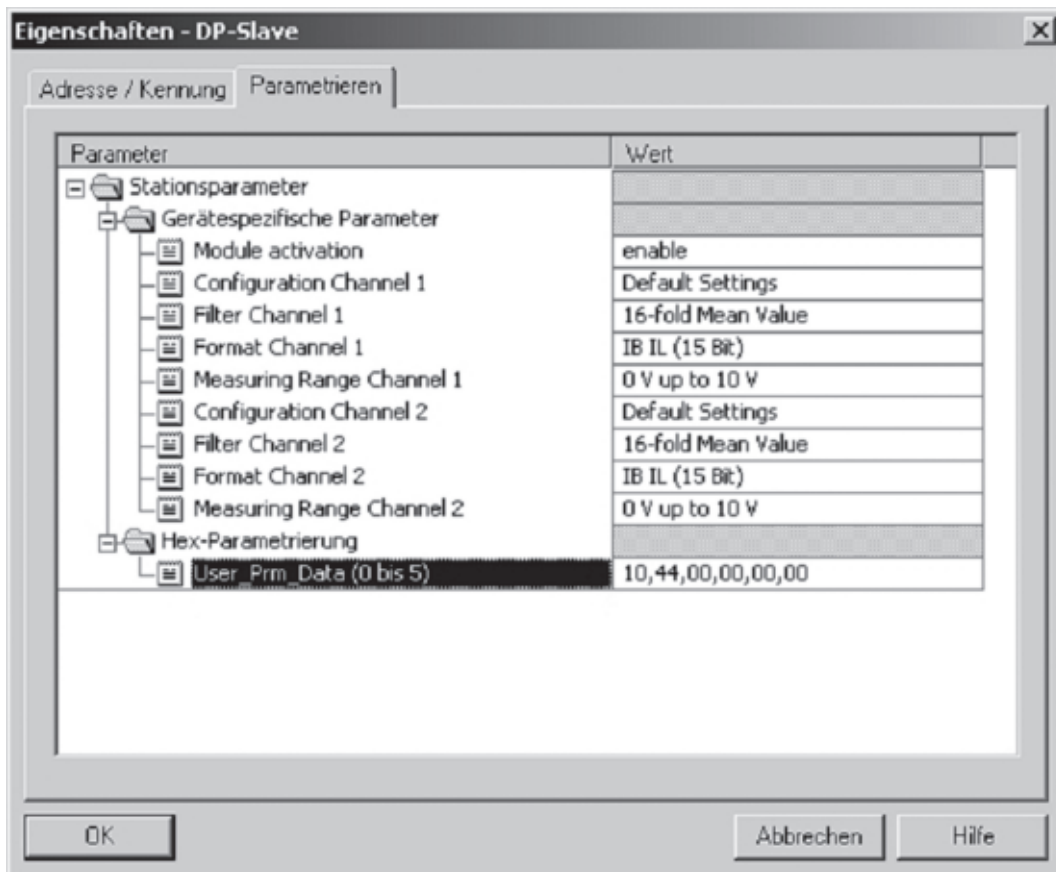 Eigenschaften - DP-Slave
Adresse / Kennung Parametrieren
Parameter Wert
Stationsparameter
Gerätespezifische Parameter
Module activation enable
Configuration Channel 1 Default Settings
Filter Channel 1 16-fold Mean Value
Format Channel 1 IB IL (15 Bit)
Measuring Range Channel 1 0 V up to 10 V
Configuration Channel 2 Default Settings
Filter Channel 2 16-fold Mean Value
Format Channel 2 IB IL (15 Bit)
Measuring Range Channel 2 0 V up to 10 V
Hex-Parametrierung
User_Prm_Data (0 bis 5) 10,44,00,00,00,00
OK Abbrechen Hilfe